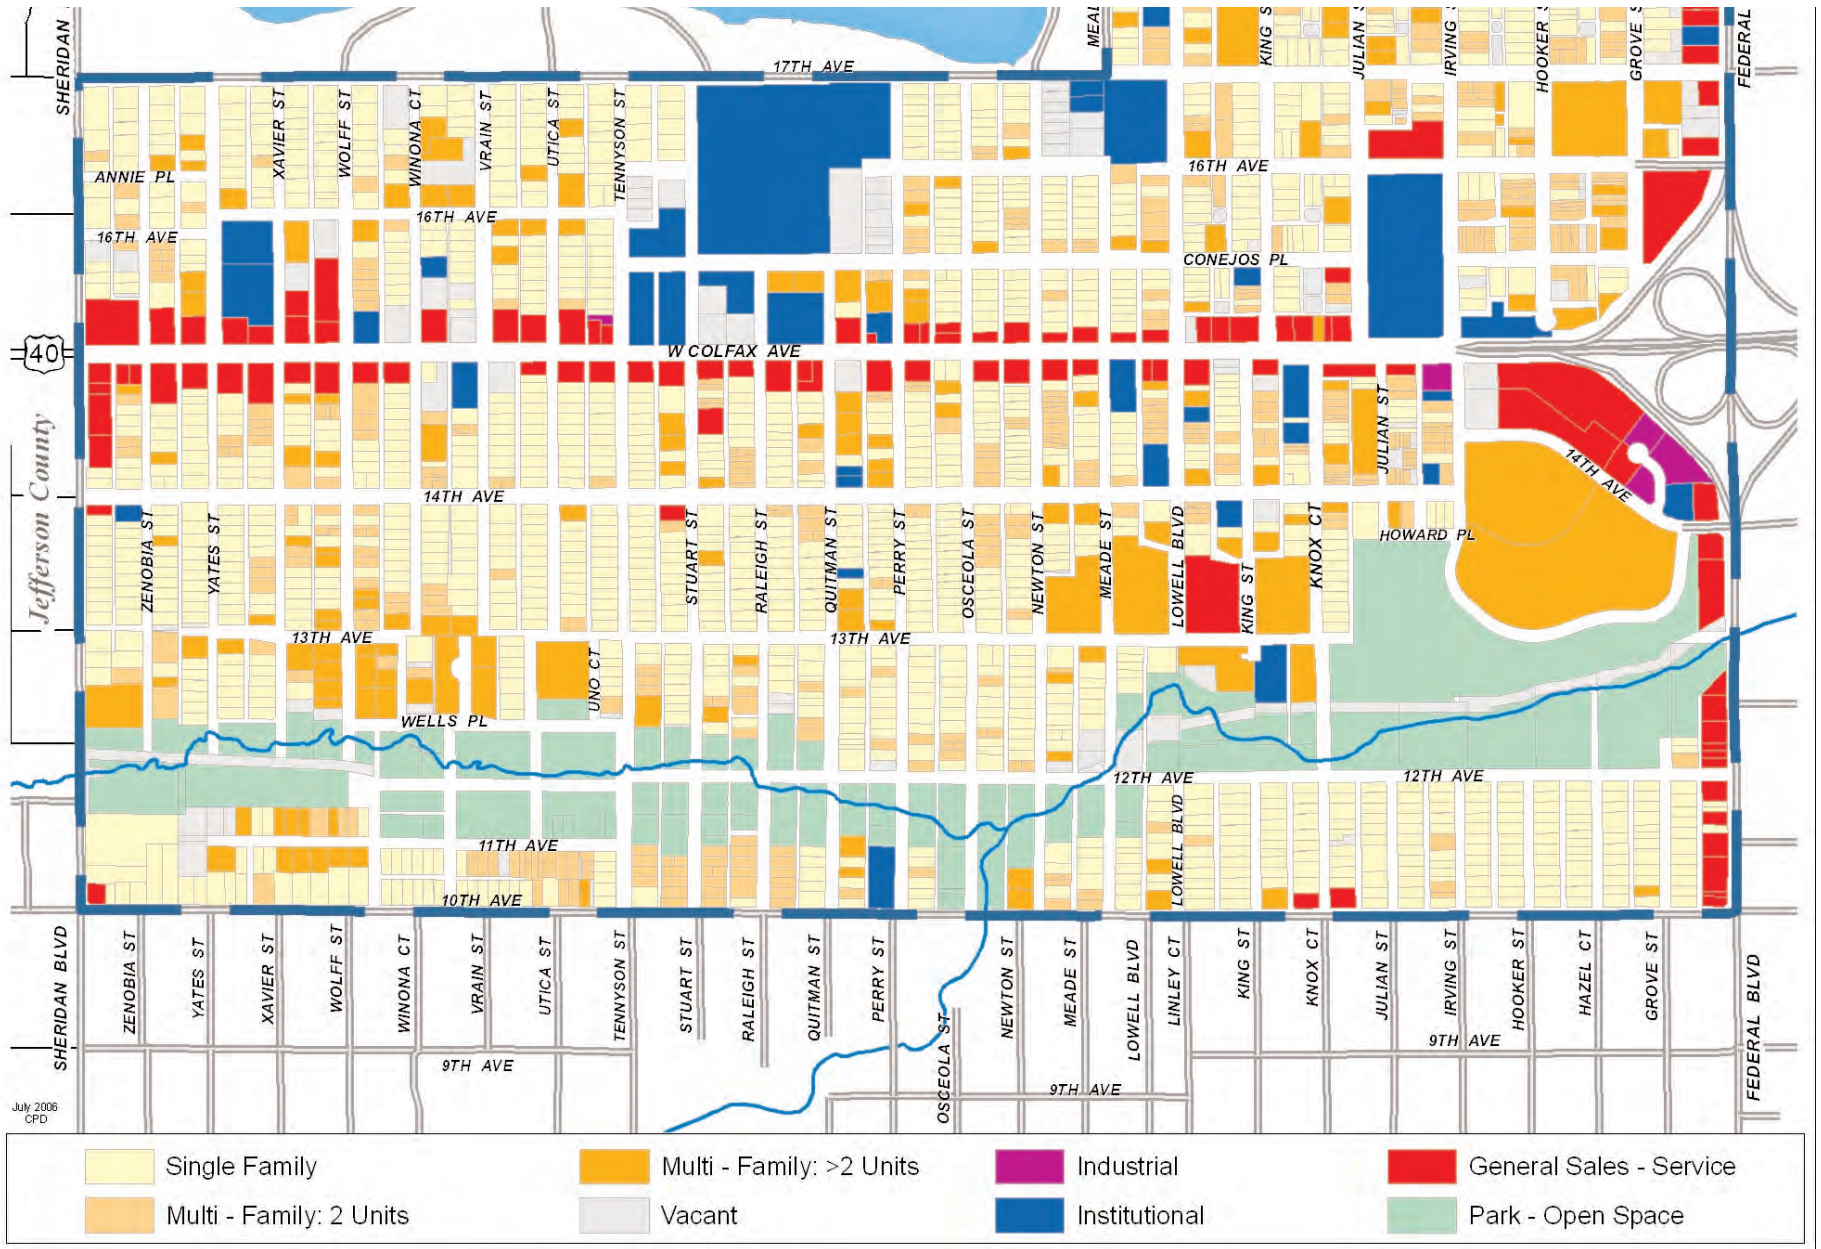 SHERIDAN
MEAL
KING S
JULIAN S
IRVING S
HOOKER S
GROVE S
FEDERAL
17TH AVE
XAVIER ST
WOLFF ST
WINONA CT
VRAIN ST
UTICA ST
TENNYSON ST
ANNIE PL
16TH AVE
16TH AVE
16TH AVE
CONEJOS PL
40
W COLFAX AVE
Jefferson County
JULIAN ST
14TH AVE
14TH AVE
HOWARD PL
ZENOBIA ST
YATES ST
STUART ST
RALEIGH ST
QUITMAN ST
PERRY ST
OSCEOLA ST
NEWTON ST
MEADE ST
LOWELL BLVD
KING ST
KNOX CT
13TH AVE
13TH AVE
UNO CT
WELLS PL
12TH AVE
12TH AVE
LOWELL BLVD
11TH AVE
10TH AVE
SHERIDAN BLVD
ZENOBIA ST
YATES ST
XAVIER ST
WOLFF ST
WINONA CT
VRAIN ST
UTICA ST
TENNYSON ST
STUART ST
RALEIGH ST
QUITMAN ST
PERRY ST
OSCEOLA ST
NEWTON ST
MEADE ST
LOWELL BLVD
LINLEY CT
KING ST
KNOX CT
JULIAN ST
IRVING ST
HOOKER ST
HAZEL CT
GROVE ST
FEDERAL BLVD
9TH AVE
9TH AVE
9TH AVE
July 2006
CPD
Single Family
Multi - Family: >2 Units
Industrial
General Sales - Service
Multi - Family: 2 Units
Vacant
Institutional
Park - Open Space